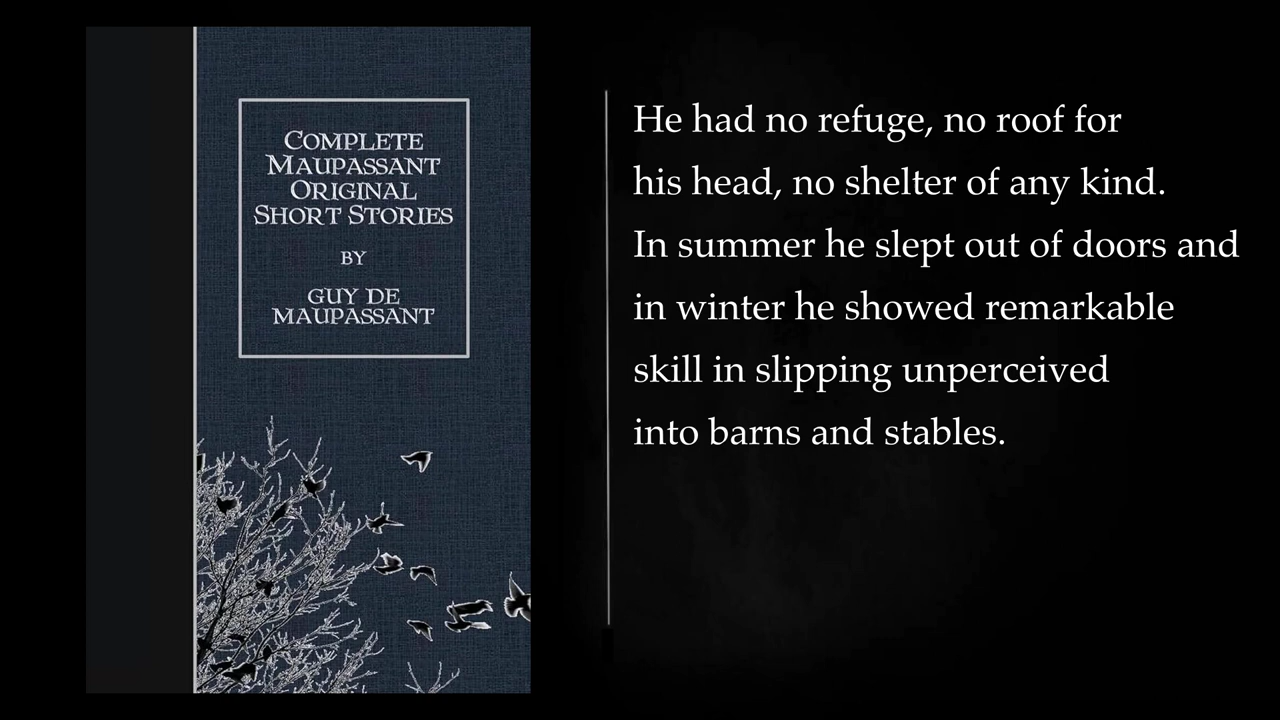 COMPLETE
MAUPASSANT
ORIGINAL
SHORT STORIES
BY
GUY DE
MAUPASSANT
He had no refuge, no roof for
his head, no shelter of any kind.
In summer he slept out of doors and
in winter he showed remarkable
skill in slipping unperceived
into barns and stables.